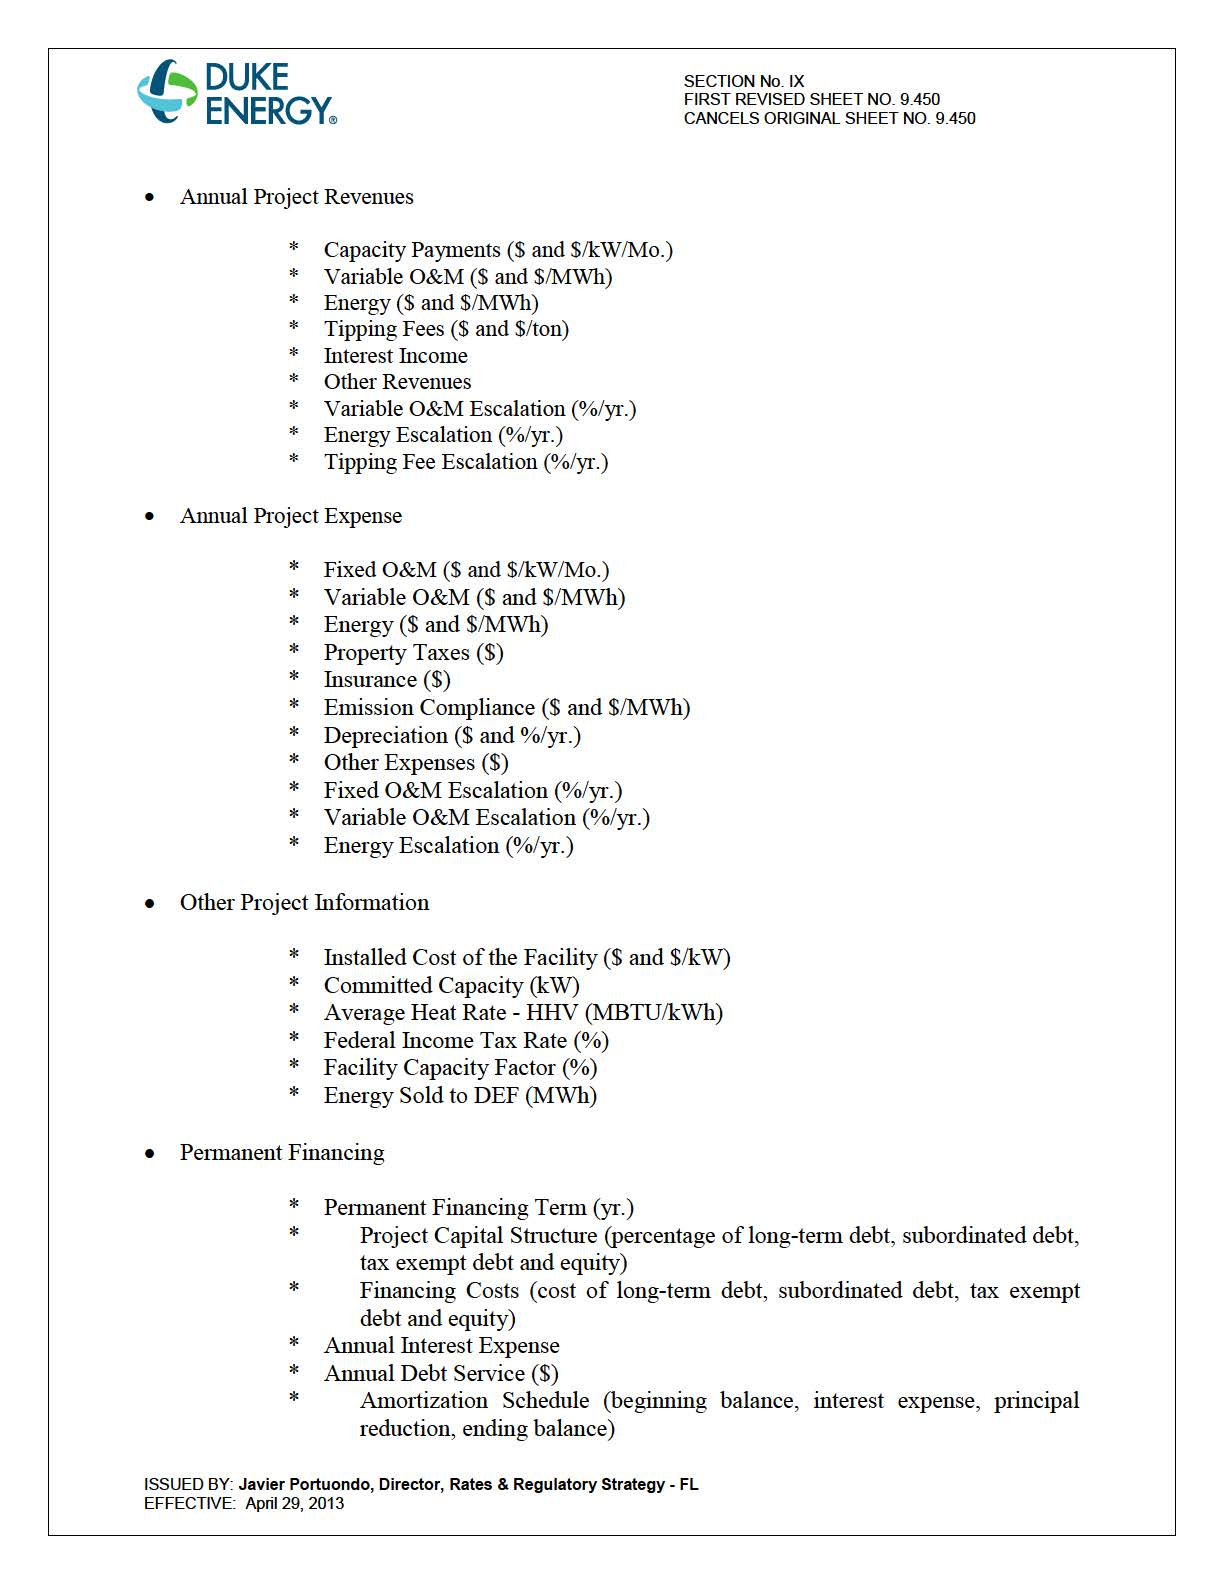 DUKE
ENERGY®
SECTION No. IX
FIRST REVISED SHEET NO. 9.450
CANCELS ORIGINAL SHEET NO. 9.450
• Annual Project Revenues
* Capacity Payments ($ and $/kW/Mo.)
* Variable O&M ($ and $/MWh)
* Energy ($ and $/MWh)
* Tipping Fees ($ and $/ton)
* Interest Income
* Other Revenues
* Variable O&M Escalation (%/yr.)
* Energy Escalation (%/yr.)
* Tipping Fee Escalation (%/yr.)
• Annual Project Expense
* Fixed O&M ($ and $/kW/Mo.)
* Variable O&M ($ and $/MWh)
* Energy ($ and $/MWh)
* Property Taxes ($)
* Insurance ($)
* Emission Compliance ($ and $/MWh)
* Depreciation ($ and %/yr.)
* Other Expenses ($)
* Fixed O&M Escalation (%/yr.)
* Variable O&M Escalation (%/yr.)
* Energy Escalation (%/yr.)
• Other Project Information
* Installed Cost of the Facility ($ and $/kW)
* Committed Capacity (kW)
* Average Heat Rate - HHV (MBTU/kWh)
* Federal Income Tax Rate (%)
* Facility Capacity Factor (%)
* Energy Sold to DEF (MWh)
• Permanent Financing
* Permanent Financing Term (yr.)
* Project Capital Structure (percentage of long-term debt, subordinated debt,
tax exempt debt and equity)
* Financing Costs (cost of long-term debt, subordinated debt, tax exempt
debt and equity)
* Annual Interest Expense
* Annual Debt Service ($)
* Amortization Schedule (beginning balance, interest expense, principal
reduction, ending balance)
ISSUED BY: Javier Portuondo, Director, Rates & Regulatory Strategy - FL
EFFECTIVE: April 29, 2013